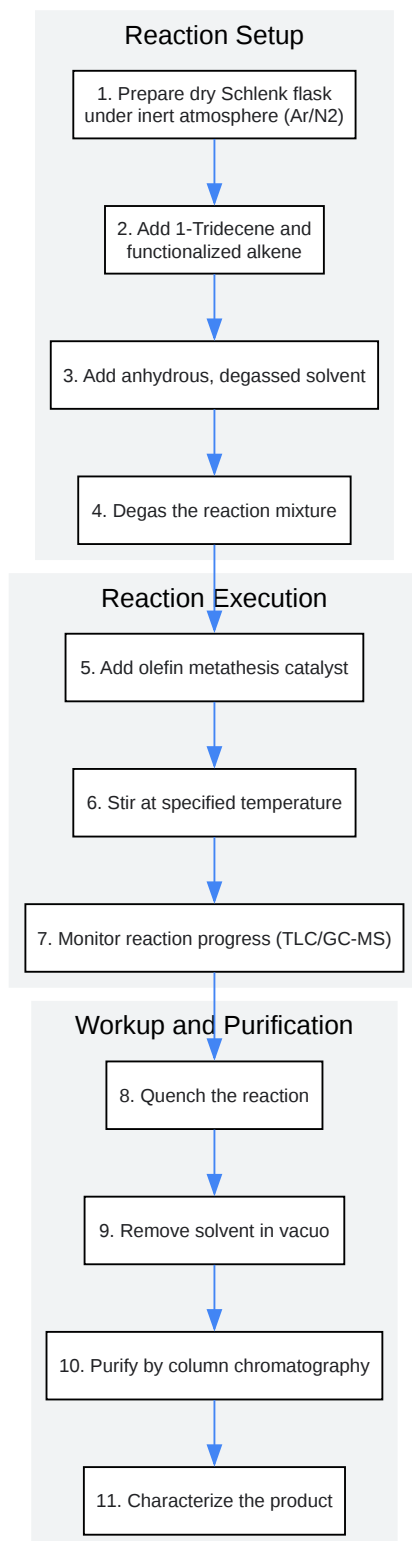 Reaction Setup
1. Prepare dry Schlenk flask
under inert atmosphere (Ar/N2)
2. Add 1-Tridecene and
functionalized alkene
3. Add anhydrous, degassed solvent
4. Degas the reaction mixture
Reaction Execution
5. Add olefin metathesis catalyst
6. Stir at specified temperature
7. Monitor reaction progress (TLC/GC-MS)
Workup and Purification
8. Quench the reaction
9. Remove solvent in vacuo
10. Purify by column chromatography
11. Characterize the product